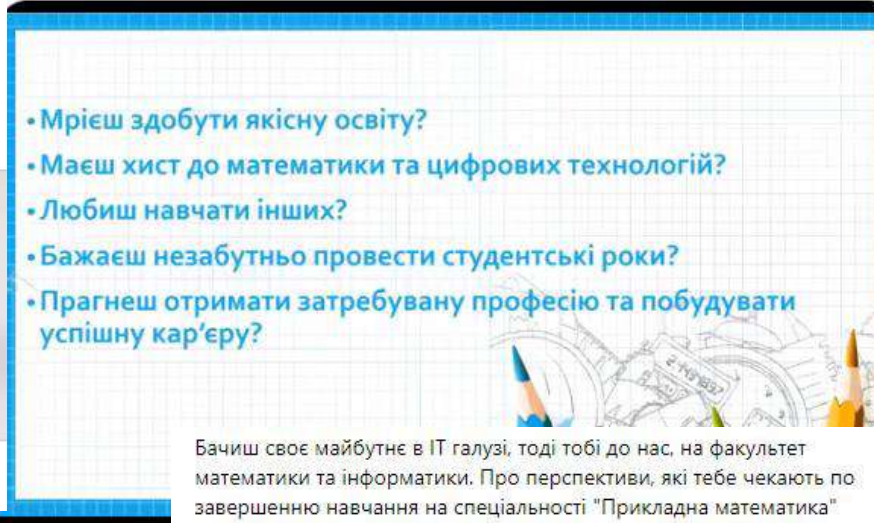 • Мрієш здобути якісну освіту?
• Маєш хист до математики та цифрових технологій?
• Любиш навчати інших?
• Бажаєш незабутньо провести студентські роки?
• Прагнеш отримати затребувану професію та побудувати
успішну кар’єру?
Бачиш своє майбутнє в ІТ галузі, тоді тобі до нас, на факультет
математики та інформатики. Про перспективи, які тебе чекають по
завершенню навчання на спеціальності "Прикладна математика"